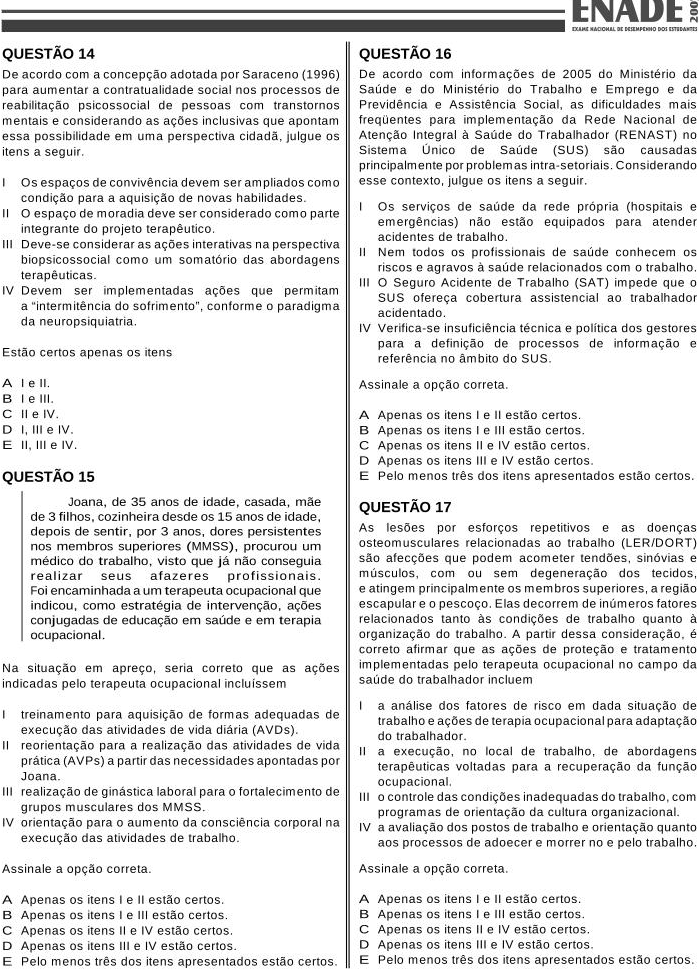 ENADE 2007
EXAME NACIONAL DE DESEMPENHO DOS ESTUDANTES
QUESTÃO 14
De acordo com a concepção adotada por Saraceno (1996)
para aumentar a contratualidade social nos processos de
reabilitação psicossocial de pessoas com transtornos
mentais e considerando as ações inclusivas que apontam
essa possibilidade em uma perspectiva cidadã, julgue os
itens a seguir.
I Os espaços de convivência devem ser ampliados como
condição para a aquisição de novas habilidades.
II O espaço de moradia deve ser considerado como parte
integrante do projeto terapêutico.
III Deve-se considerar as ações interativas na perspectiva
biopsicossocial como um somatório das abordagens
terapêuticas.
IV Devem ser implementadas ações que permitam
a “intermitência do sofrimento”, conforme o paradigma
da neuropsiquiatria.
Estão certos apenas os itens
A I e II.
B I e III.
C II e IV.
D I, III e IV.
E II, III e IV.
QUESTÃO 15
Joana, de 35 anos de idade, casada, mãe
de 3 filhos, cozinheira desde os 15 anos de idade,
depois de sentir, por 3 anos, dores persistentes
nos membros superiores (MMSS), procurou um
médico do trabalho, visto que já não conseguia
realizar seus afazeres profissionais.
Foi encaminhada a um terapeuta ocupacional que
indicou, como estratégia de intervenção, ações
conjugadas de educação em saúde e em terapia
ocupacional.
Na situação em apreço, seria correto que as ações
indicadas pelo terapeuta ocupacional incluíssem
I treinamento para aquisição de formas adequadas de
execução das atividades de vida diária (AVDs).
II reorientação para a realização das atividades de vida
prática (AVPs) a partir das necessidades apontadas por
Joana.
III realização de ginástica laboral para o fortalecimento de
grupos musculares dos MMSS.
IV orientação para o aumento da consciência corporal na
execução das atividades de trabalho.
Assinale a opção correta.
A Apenas os itens I e II estão certos.
B Apenas os itens I e III estão certos.
C Apenas os itens II e IV estão certos.
D Apenas os itens III e IV estão certos.
E Pelo menos três dos itens apresentados estão certos.
QUESTÃO 16
De acordo com informações de 2005 do Ministério da
Saúde e do Ministério do Trabalho e Emprego e da
Previdência e Assistência Social, as dificuldades mais
freqüentes para implementação da Rede Nacional de
Atenção Integral à Saúde do Trabalhador (RENAST) no
Sistema Único de Saúde (SUS) são causadas
principalmente por problemas intra-setoriais. Considerando
esse contexto, julgue os itens a seguir.
I Os serviços de saúde da rede própria (hospitais e
emergências) não estão equipados para atender
acidentes de trabalho.
II Nem todos os profissionais de saúde conhecem os
riscos e agravos à saúde relacionados com o trabalho.
III O Seguro Acidente de Trabalho (SAT) impede que o
SUS ofereça cobertura assistencial ao trabalhador
acidentado.
IV Verifica-se insuficiência técnica e política dos gestores
para a definição de processos de informação e
referência no âmbito do SUS.
Assinale a opção correta.
A Apenas os itens I e II estão certos.
B Apenas os itens I e III estão certos.
C Apenas os itens II e IV estão certos.
D Apenas os itens III e IV estão certos.
E Pelo menos três dos itens apresentados estão certos.
QUESTÃO 17
As lesões por esforços repetitivos e as doenças
osteomusculares relacionadas ao trabalho (LER/DORT)
são afecções que podem acometer tendões, sinóvias e
músculos, com ou sem degeneração dos tecidos,
e atingem principalmente os membros superiores, a região
escapular e o pescoço. Elas decorrem de inúmeros fatores
relacionados tanto às condições de trabalho quanto à
organização do trabalho. A partir dessa consideração, é
correto afirmar que as ações de proteção e tratamento
implementadas pelo terapeuta ocupacional no campo da
saúde do trabalhador incluem
I a análise dos fatores de risco em dada situação de
trabalho e ações de terapia ocupacional para adaptação
do trabalhador.
II a execução, no local de trabalho, de abordagens
terapêuticas voltadas para a recuperação da função
ocupacional.
III o controle das condições inadequadas do trabalho, com
programas de orientação da cultura organizacional.
IV a avaliação dos postos de trabalho e orientação quanto
aos processos de adoecer e morrer no e pelo trabalho.
Assinale a opção correta.
A Apenas os itens I e II estão certos.
B Apenas os itens I e III estão certos.
C Apenas os itens II e IV estão certos.
D Apenas os itens III e IV estão certos.
E Pelo menos três dos itens apresentados estão certos.